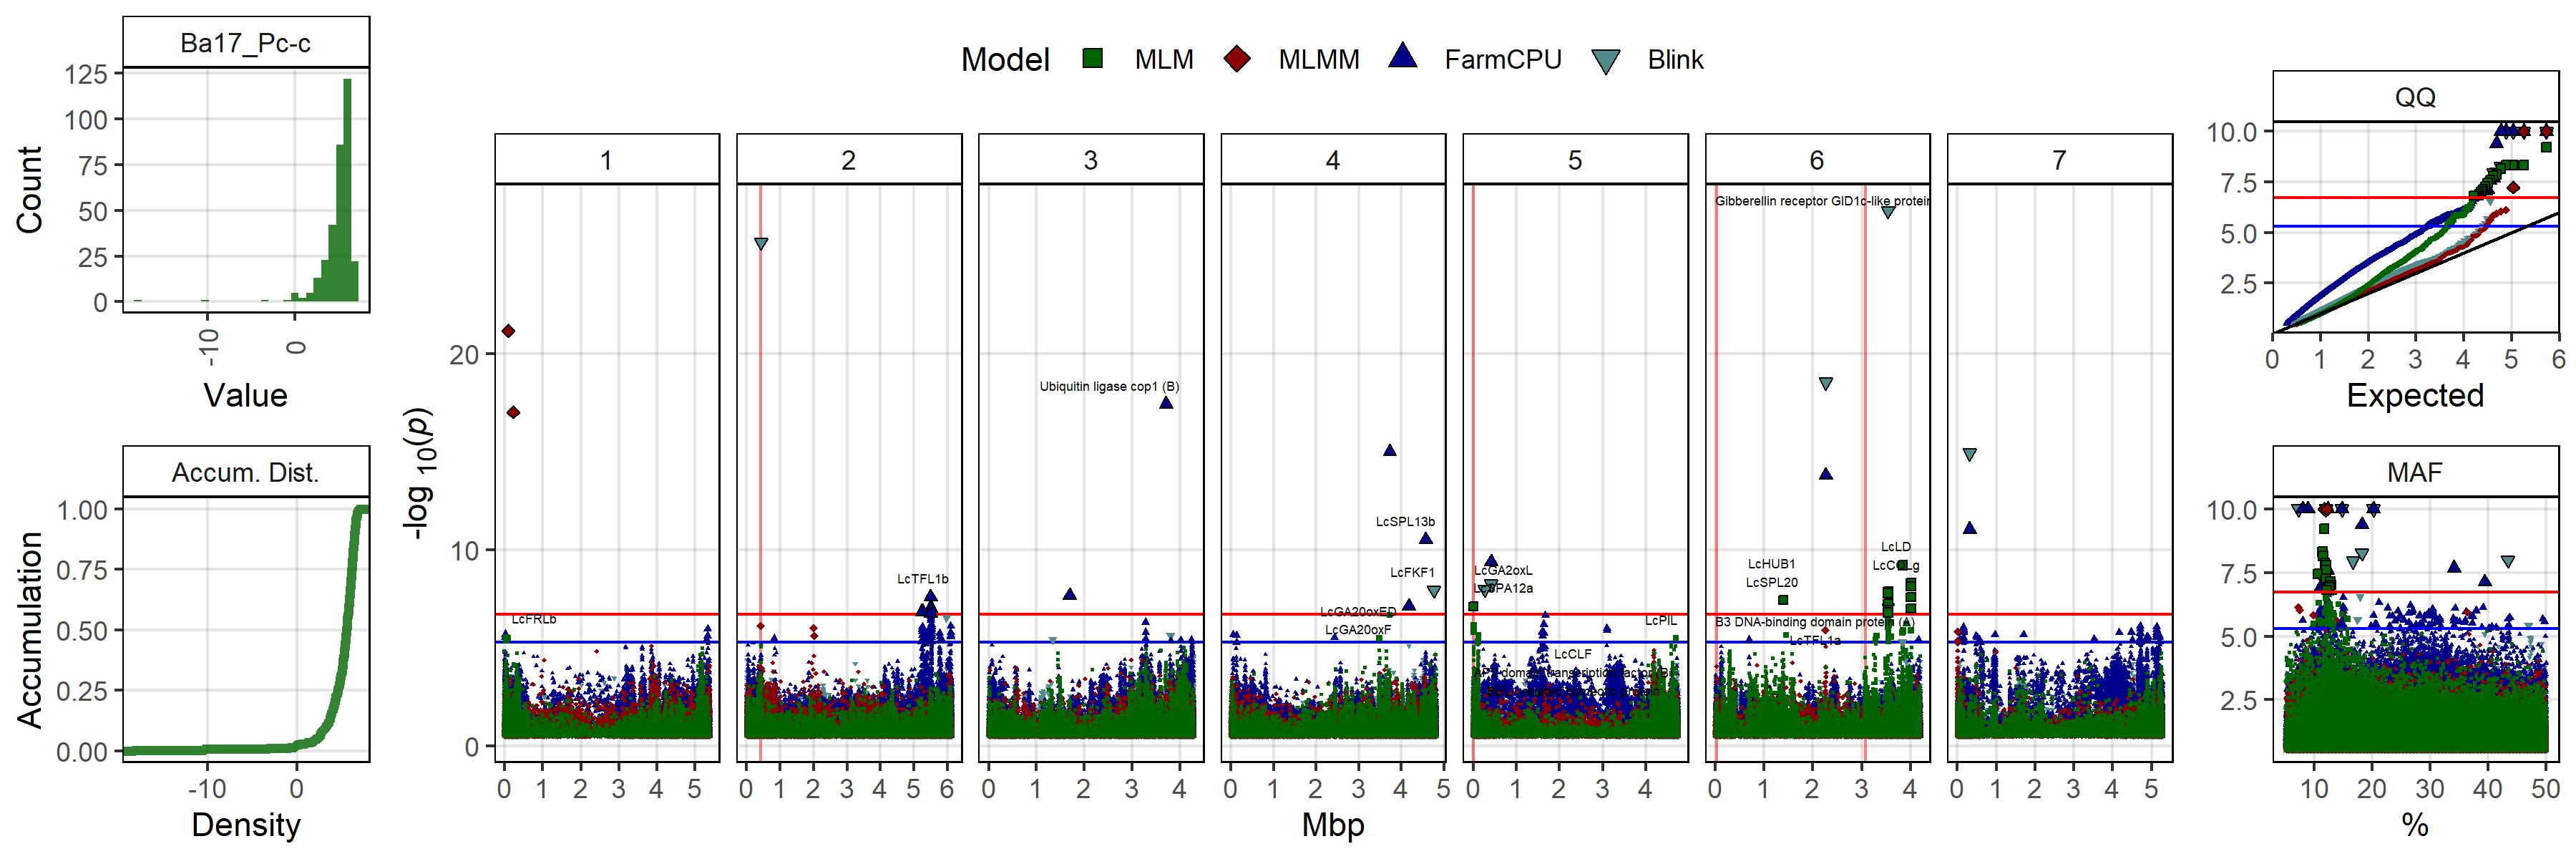 Ba17_Pc-c
125
100
75
50
25
0
Count
-10
0
Value
Accum. Dist.
1.00
0.75
0.50
0.25
0.00
Accumulation
-10 0
Density
Model MLM MLMM FarmCPU Blink
1 2 3 4 5 6 7
-log 10(p)
20
10
0
Gibberellin receptor GID1c-like protein
Ubiquitin ligase cop1 (B)
LcSPL13b
LcFKF1
LcGA20oxED
LcGA20oxF
LcTFL1b
LcFRLb
LcGA2oxL
LcSPA12a
LcPIL
LcCLF
LcLD
LcHUB1
LcSPL20
B3 DNA-binding domain protein (A)
LcTFL1a
0 1 2 3 4 5
0 1 2 3 4 5 6
0 1 2 3 4
0 1 2 3 4 5
0 1 2 3 4
0 1 2 3 4
0 1 2 3 4 5
Mbp
QQ
10.0
7.5
5.0
2.5
0 1 2 3 4 5 6
Expected
MAF
10.0
7.5
5.0
2.5
10 20 30 40 50
%